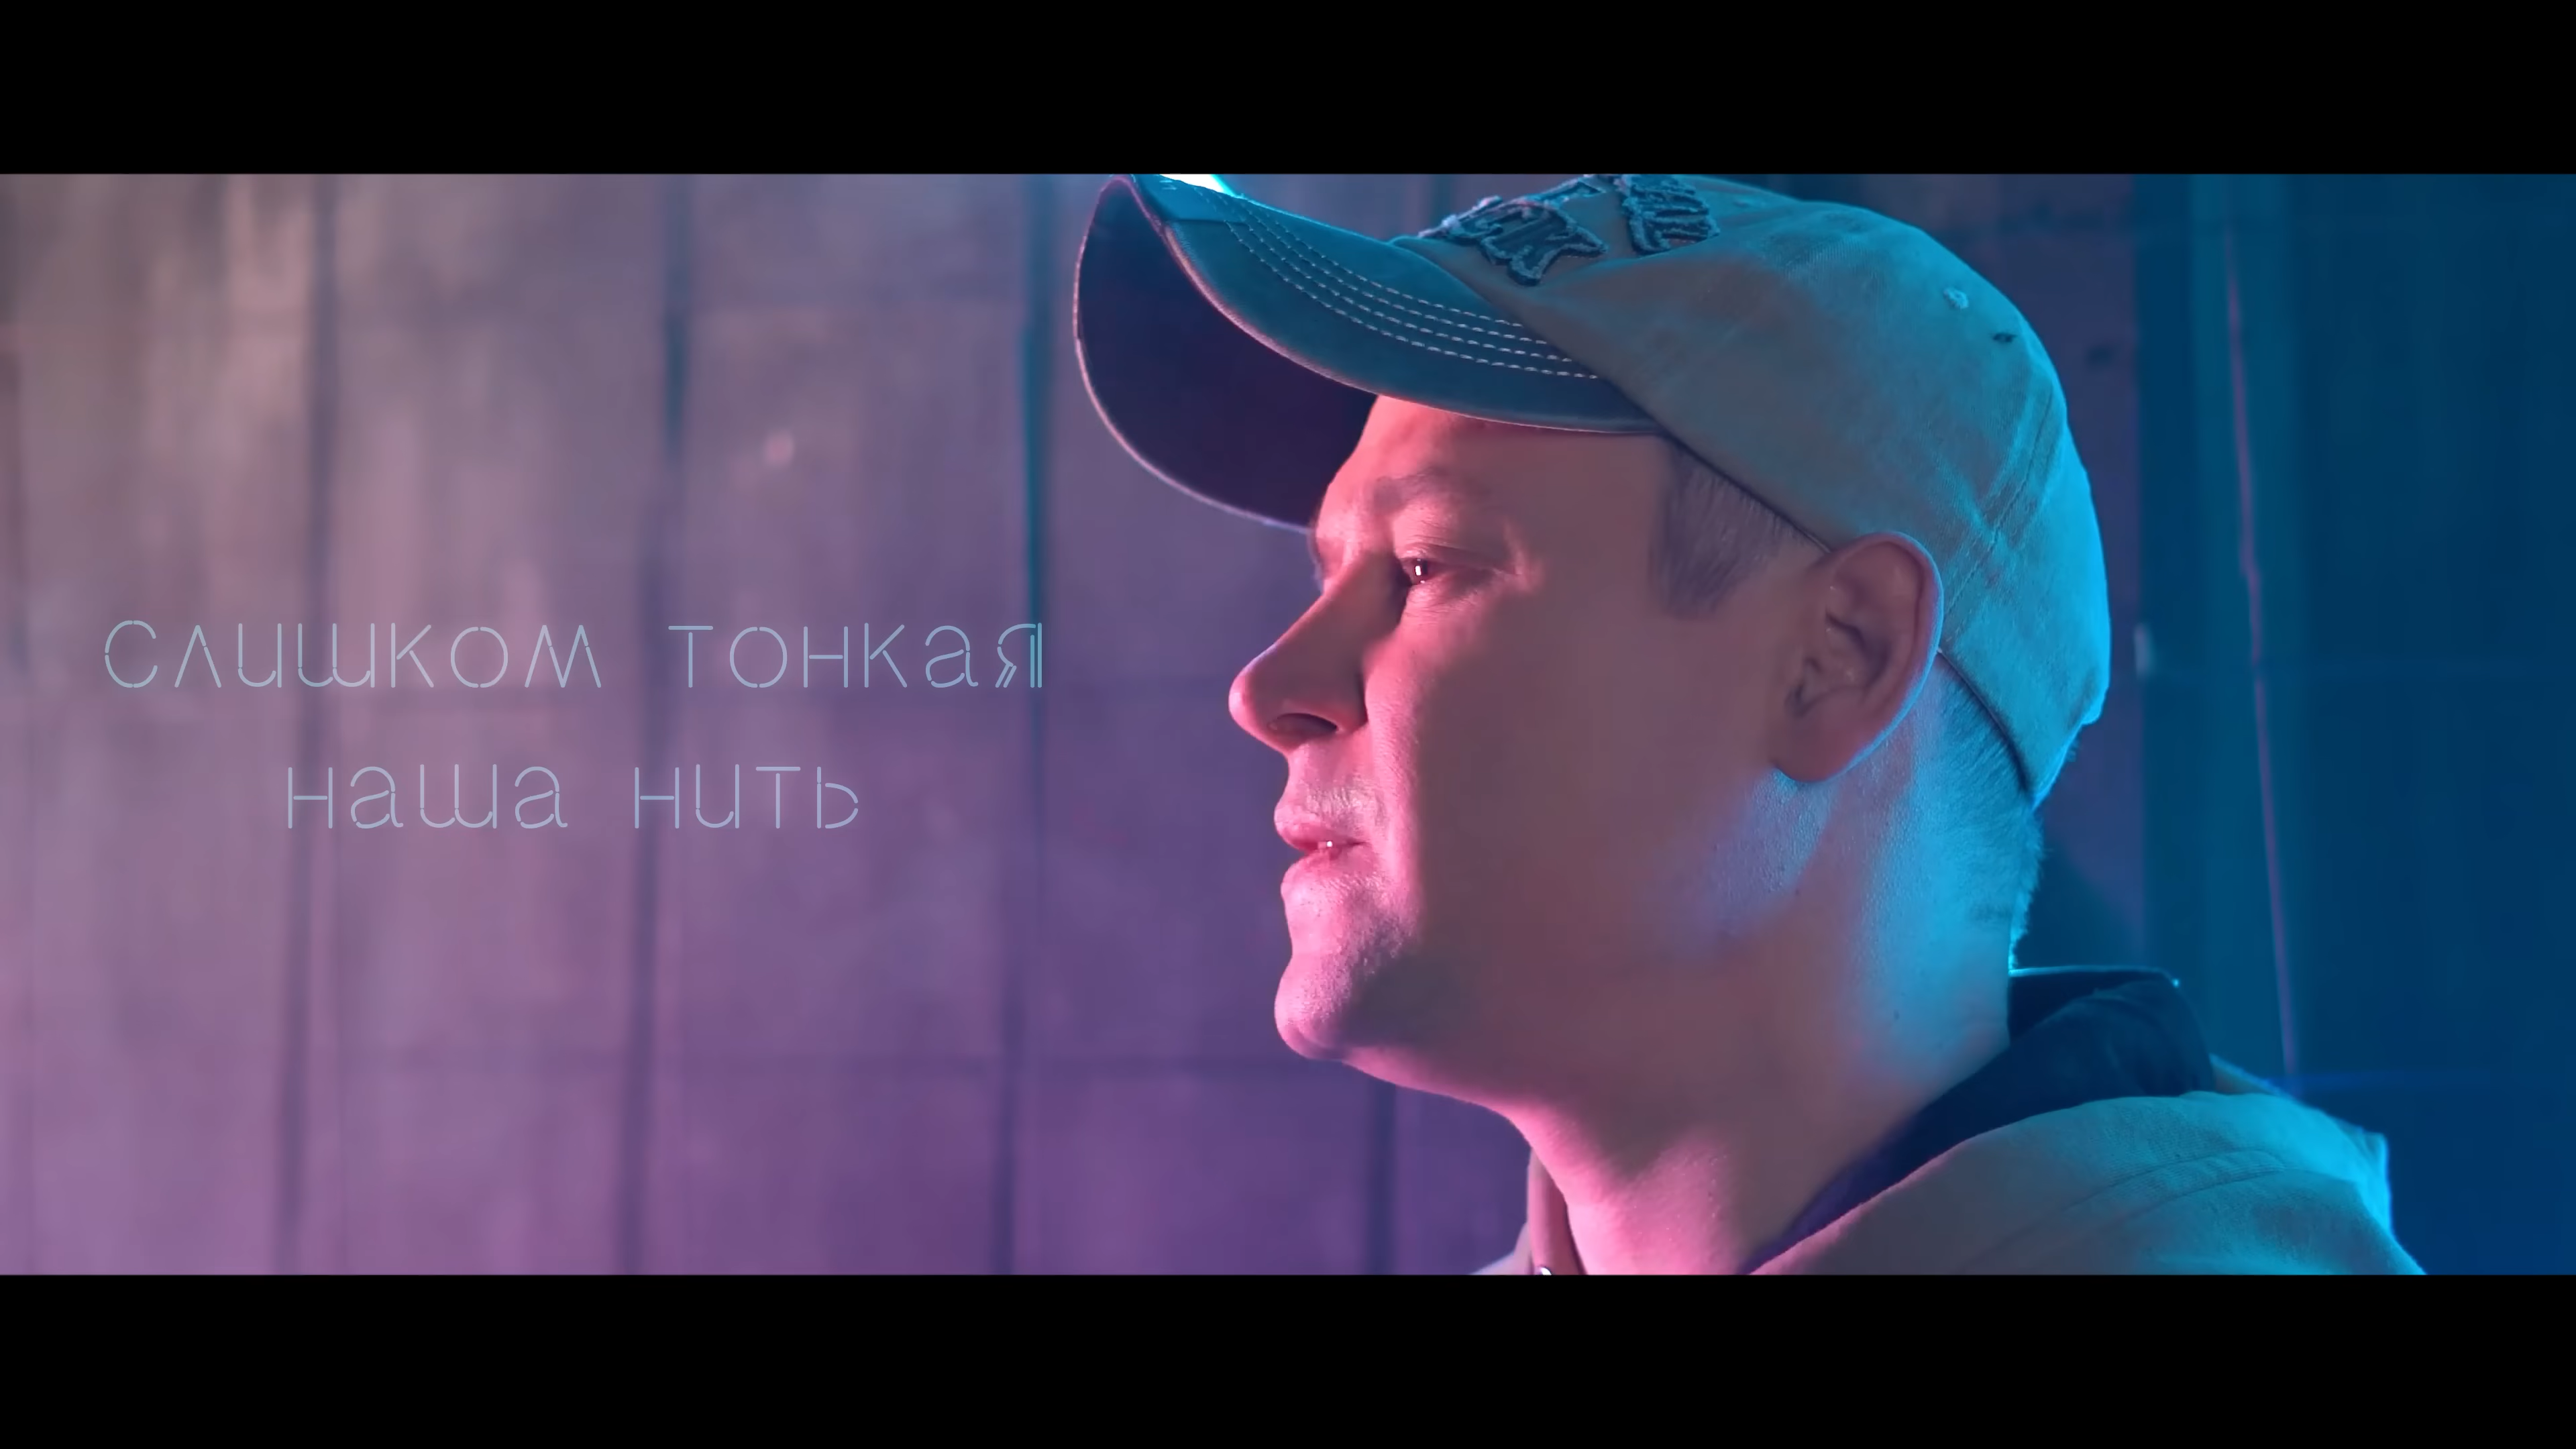 слишком тонкая
наша нить